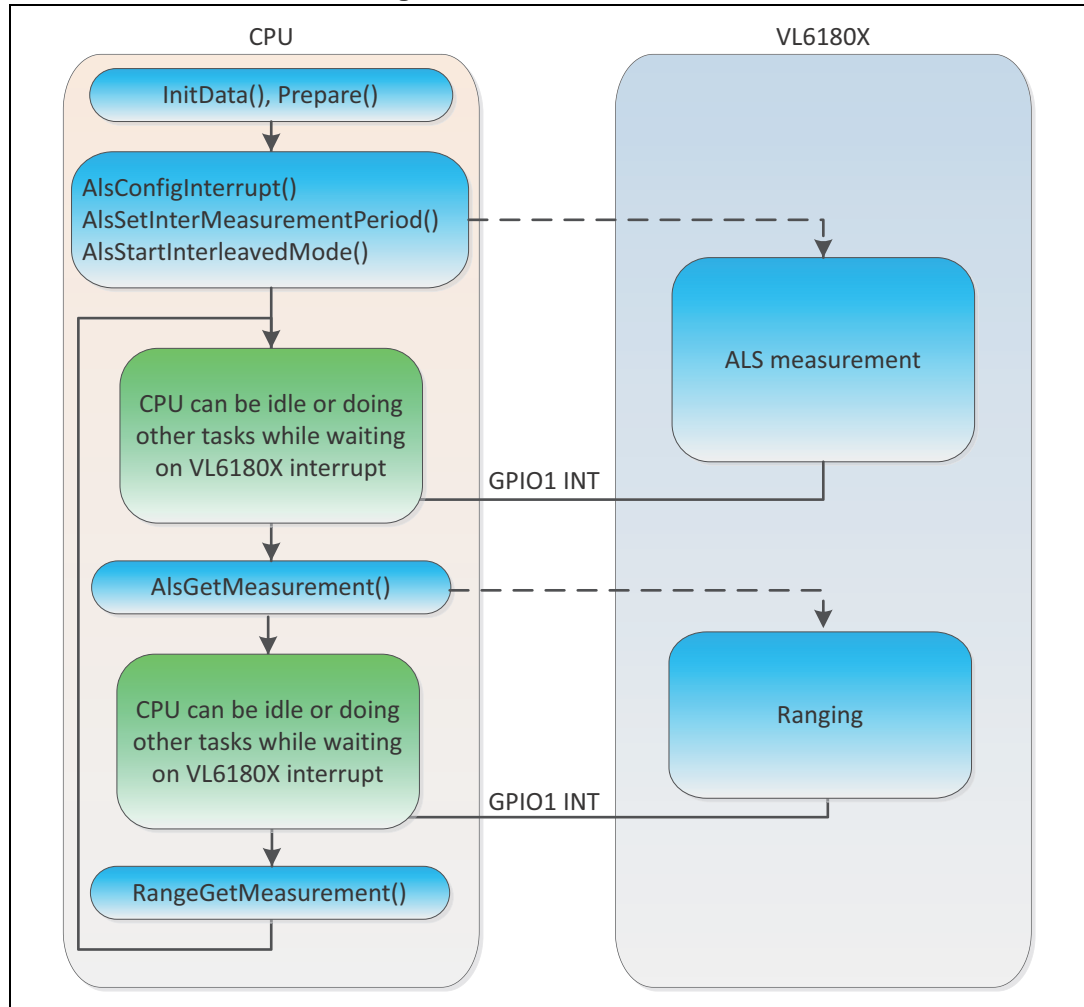 CPU
VL6180X
InitData(), Prepare()
AlsConfigInterrupt()
AlsSetInterMeasurementPeriod()
AlsStartInterleavedMode()
ALS measurement
CPU can be idle or doing
other tasks while waiting
on VL6180X interrupt
GPIO1 INT
AlsGetMeasurement()
Ranging
CPU can be idle or doing
other tasks while waiting
on VL6180X interrupt
GPIO1 INT
RangeGetMeasurement()